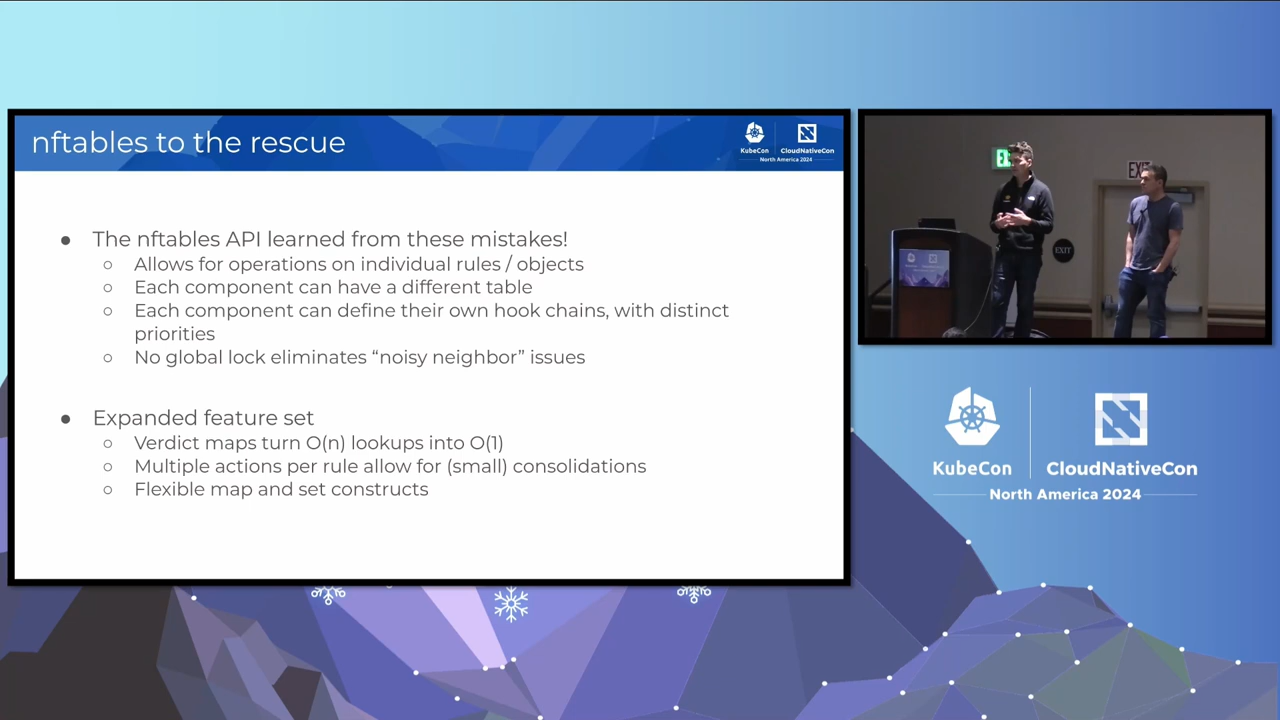 nftables to the rescue
KubeCon
CloudNativeCon
North America 2024
● The nftables API learned from these mistakes!
○ Allows for operations on individual rules / objects
○ Each component can have a different table
○ Each component can define their own hook chains, with distinct
priorities
○ No global lock eliminates “noisy neighbor” issues
● Expanded feature set
○ Verdict maps turn O(n) lookups into O(1)
○ Multiple actions per rule allow for (small) consolidations
○ Flexible map and set constructs
EXIT
KubeCon
CloudNativeCon
North America 2024